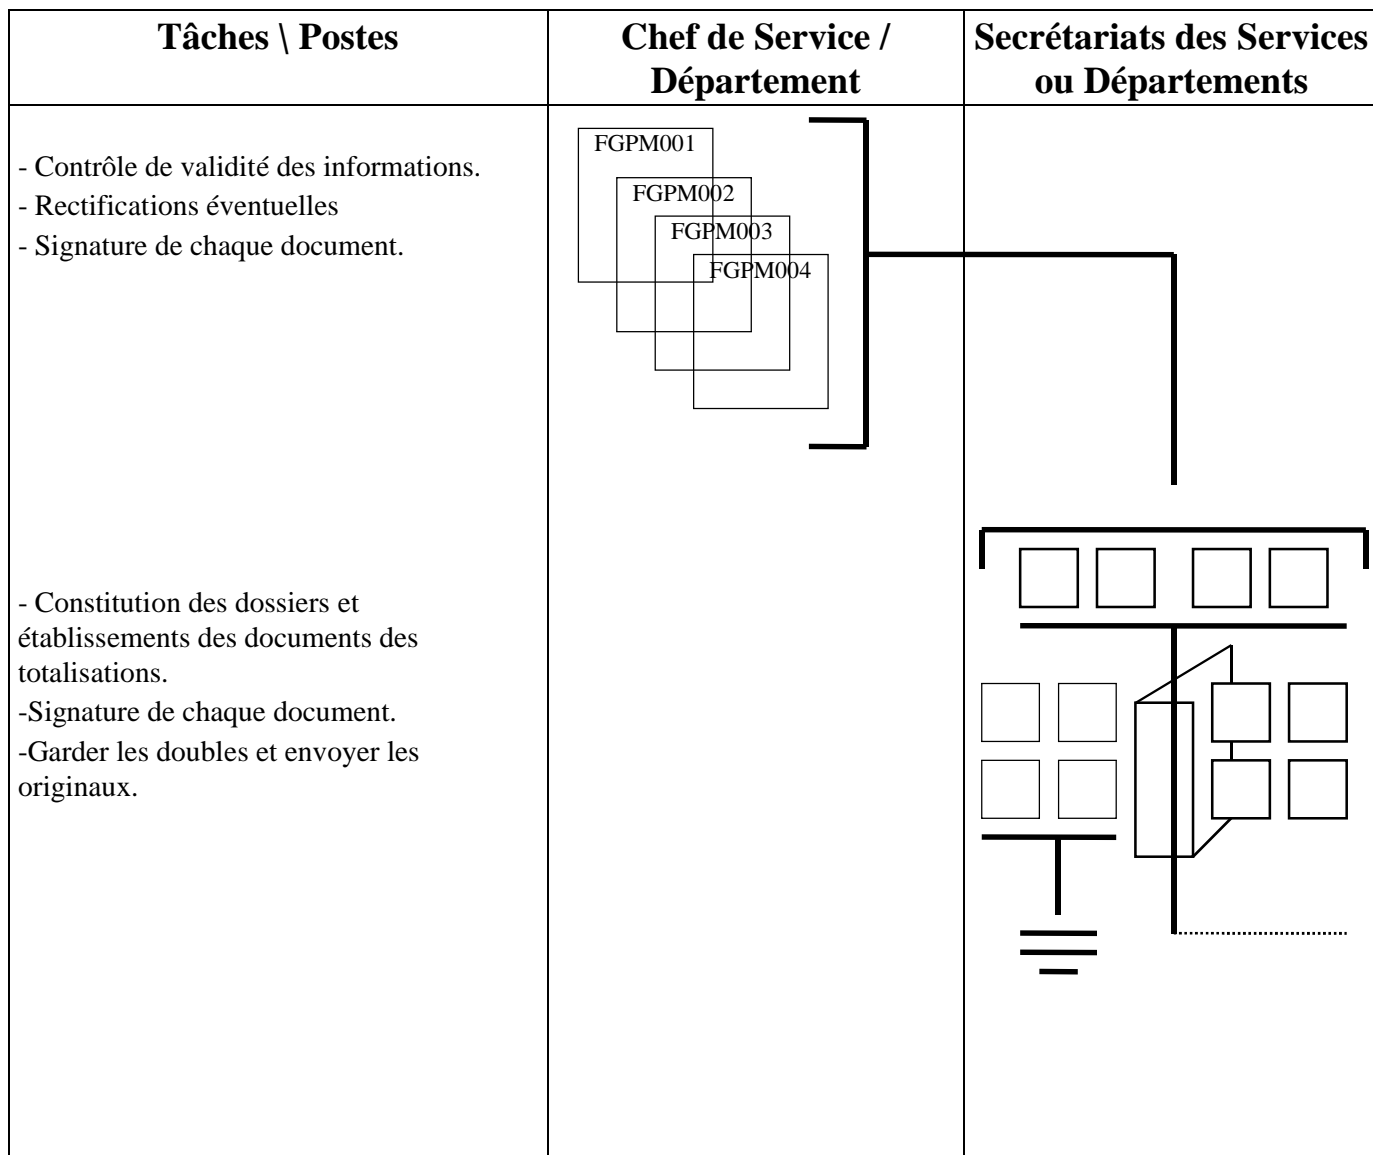 Tâches \ Postes
Chef de Service /
Département
Secrétariats des Services
ou Départements
- Contrôle de validité des informations.
- Rectifications éventuelles
- Signature de chaque document.
FGPM001
FGPM002
FGPM003
FGPM004
- Constitution des dossiers et
établissements des documents des
totalisations.
-Signature de chaque document.
-Garder les doubles et envoyer les
originaux.